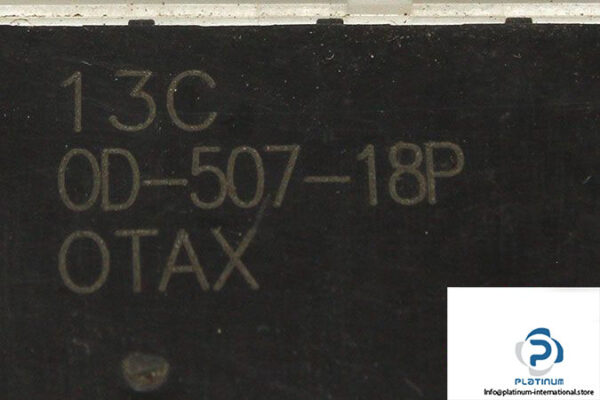 13C
OD-507-18P
OTAX
P
PLATINUM
Info@platinum-international.store